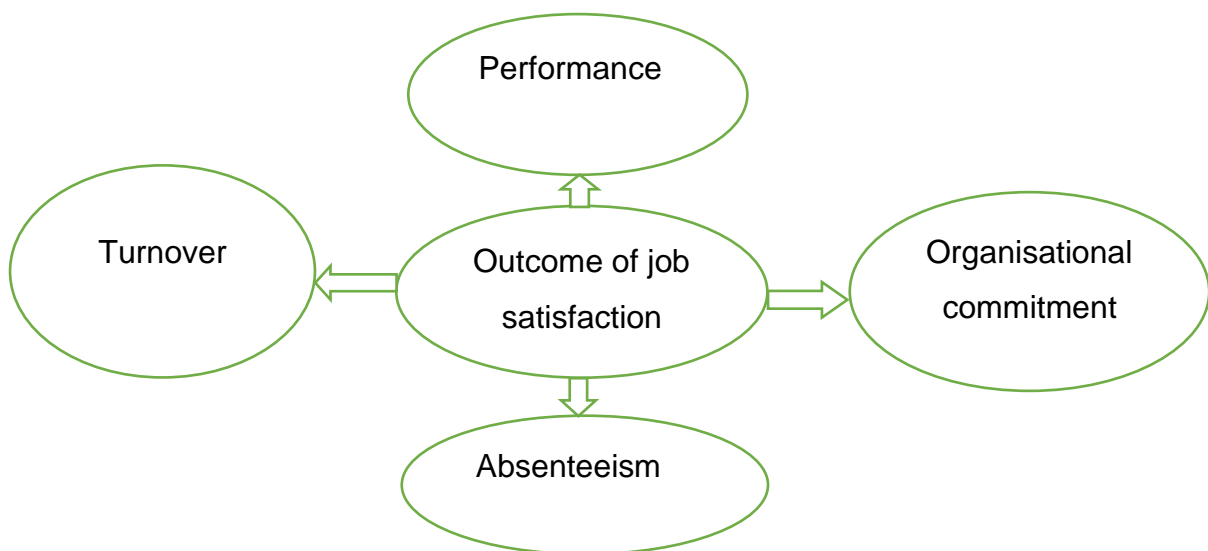 Performance
Turnover
Outcome of job
satisfaction
Organisational
commitment
Absenteeism